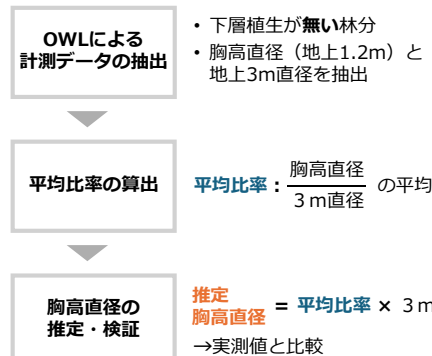 OWLによる
計測データの抽出
• 下層植生が無い林分
• 胸高直径（地上1.2m）と
地上3m直径を抽出
平均比率の算出
平均比率：胸高直径
３ｍ直径
の平均
胸高直径の
推定・検証
推定
胸高直径 = 平均比率 × ３ｍ
→実測値と比較